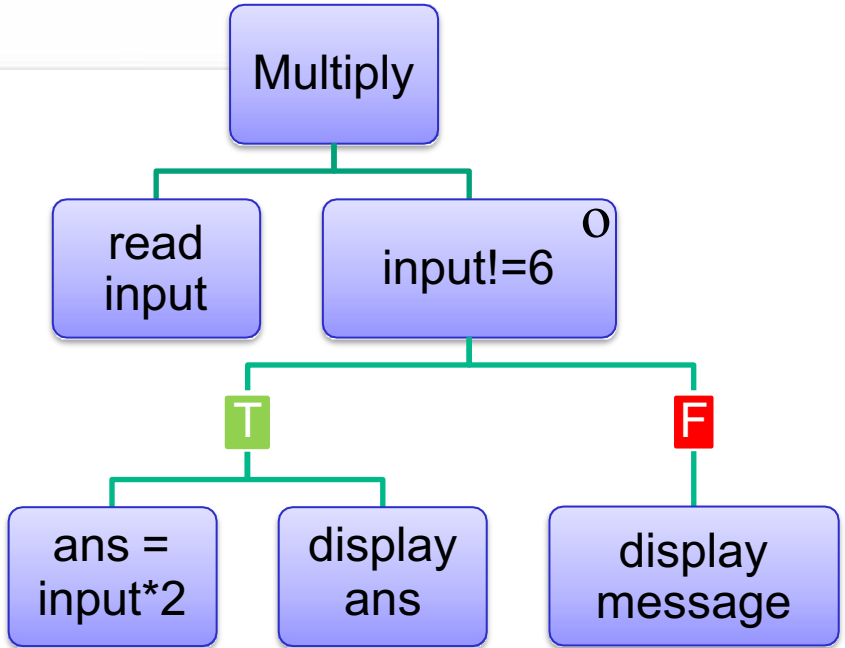 Multiply
read
input
o
input!=6
T
F
ans =
input*2
display
ans
display
message